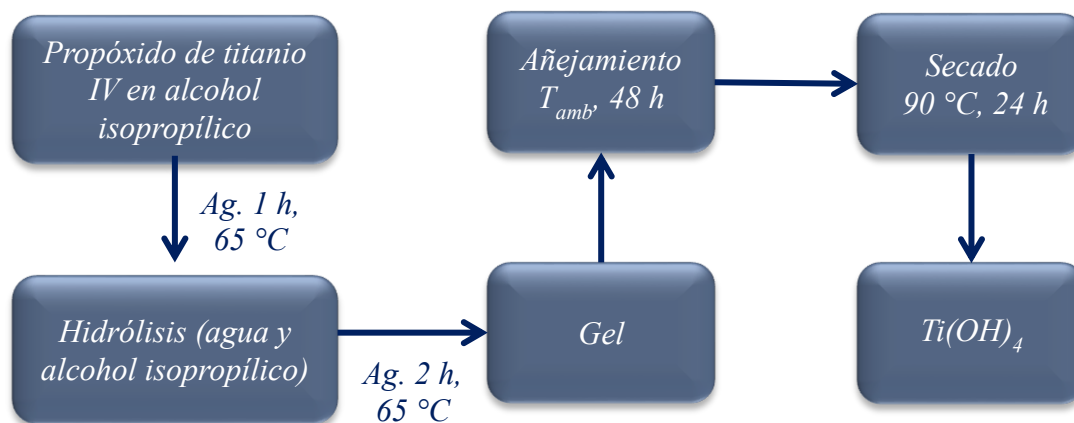 Propóxido de titanio
IV en alcohol
isopropílico
Ag. 1 h,
65 °C
Hidrólisis (agua y
alcohol isopropílico)
Ag. 2 h,
65 °C
Gel
Añejamiento
T_amb, 48 h
Secado
90 °C, 24 h
Ti(OH)₄